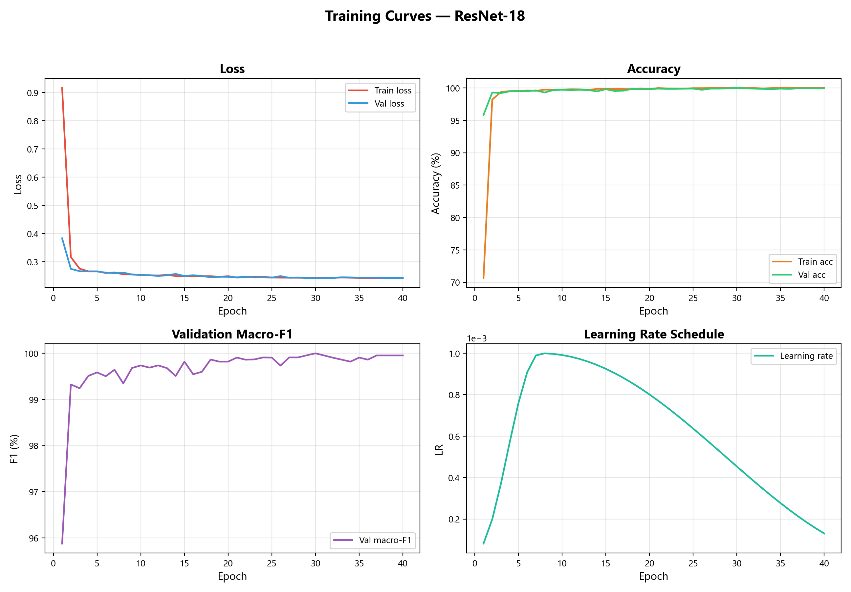 Training Curves — ResNet-18
Loss
Train loss
Val loss
0.9
0.8
0.7
0.6
0.5
0.4
0.3
Loss
0 5 10 15 20 25 30 35 40
Epoch
Accuracy
100
95
90
85
80
75
70
Accuracy (%)
Train acc
Val acc
0 5 10 15 20 25 30 35 40
Epoch
Validation Macro-F1
100
99
98
97
96
F1 (%)
Val macro-F1
0 5 10 15 20 25 30 35 40
Epoch
Learning Rate Schedule
1e−3
Learning rate
1.0
0.8
0.6
0.4
0.2
LR
0 5 10 15 20 25 30 35 40
Epoch